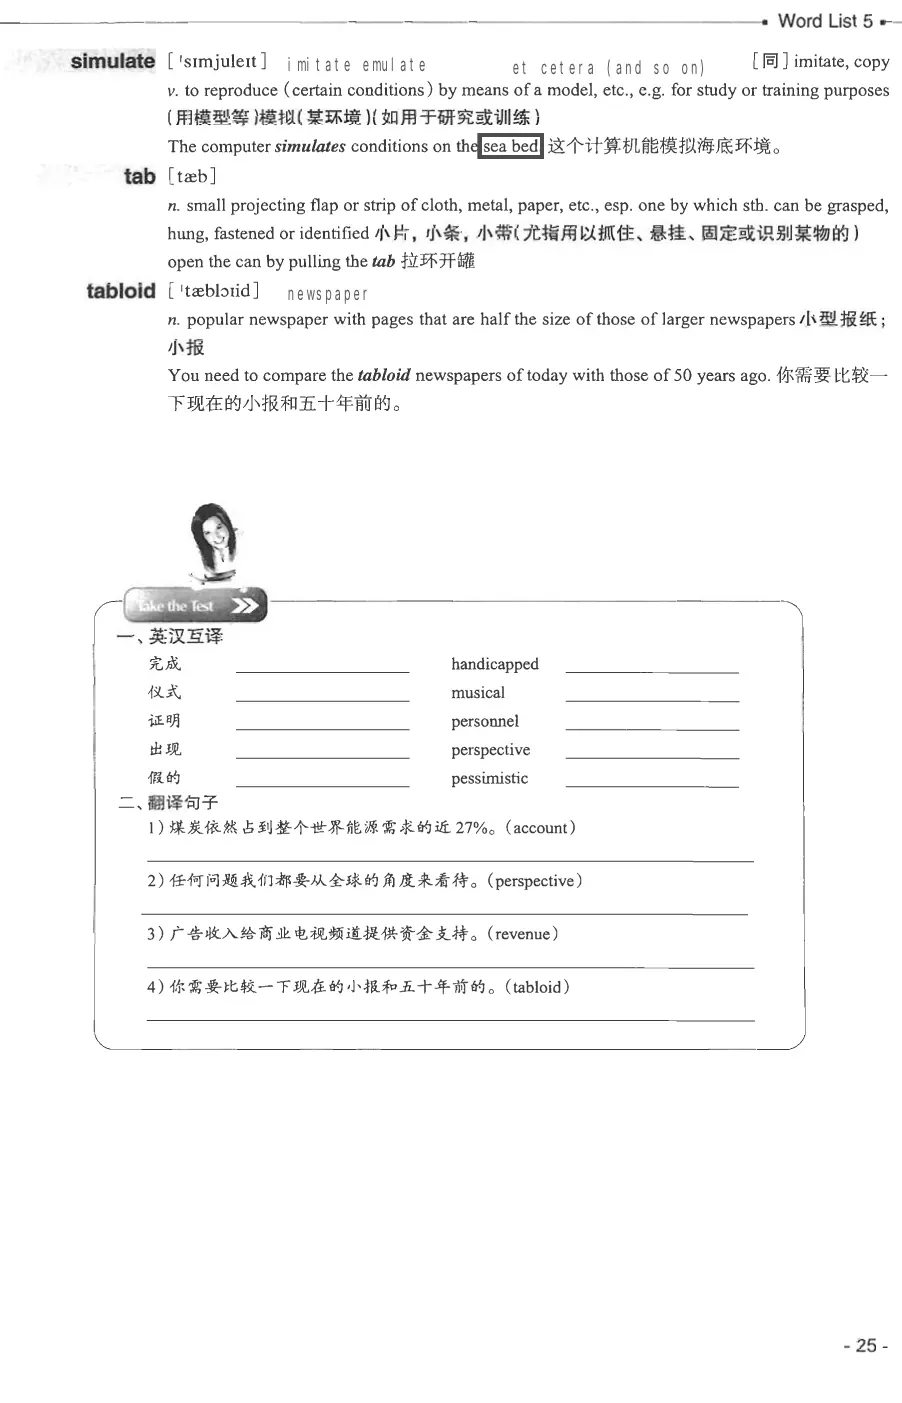 Word List 5
simulate [ˈsɪmjuleɪt] imitate emulate et cetera (and so on) [同] imitate, copy
v. to reproduce (certain conditions) by means of a model, etc., e.g. for study or training purposes
(用模型等)模拟(某环境)(如用于研究或训练)
The computer simulates conditions on the sea bed 这个计算机能模拟海底环境。
tab [tæb]
n. small projecting flap or strip of cloth, metal, paper, etc., esp. one by which sth. can be grasped,
hung, fastened or identified 小片，小条，小带(尤指用以抓住、悬挂、固定或识别某物的)
open the can by pulling the tab 拉环开罐
tabloid [ˈtæblɔɪd] newspaper
n. popular newspaper with pages that are half the size of those of larger newspapers 小型报纸；
小报
You need to compare the tabloid newspapers of today with those of 50 years ago. 你需要比较一
下现在的小报和五十年前的。
Take the Test
一、英汉互译
完成 handicapped
仪式 musical
证明 personnel
出现 perspective
假的 pessimistic
二、翻译句子
1) 煤炭依然占到整个世界能源需求的近 27%。(account)
2) 任何问题我们都要从全球的角度来看待。(perspective)
3) 广告收入给商业电视频道提供资金支持。(revenue)
4) 你需要比较一下现在的小报和五十年前的。(tabloid)
- 25 -